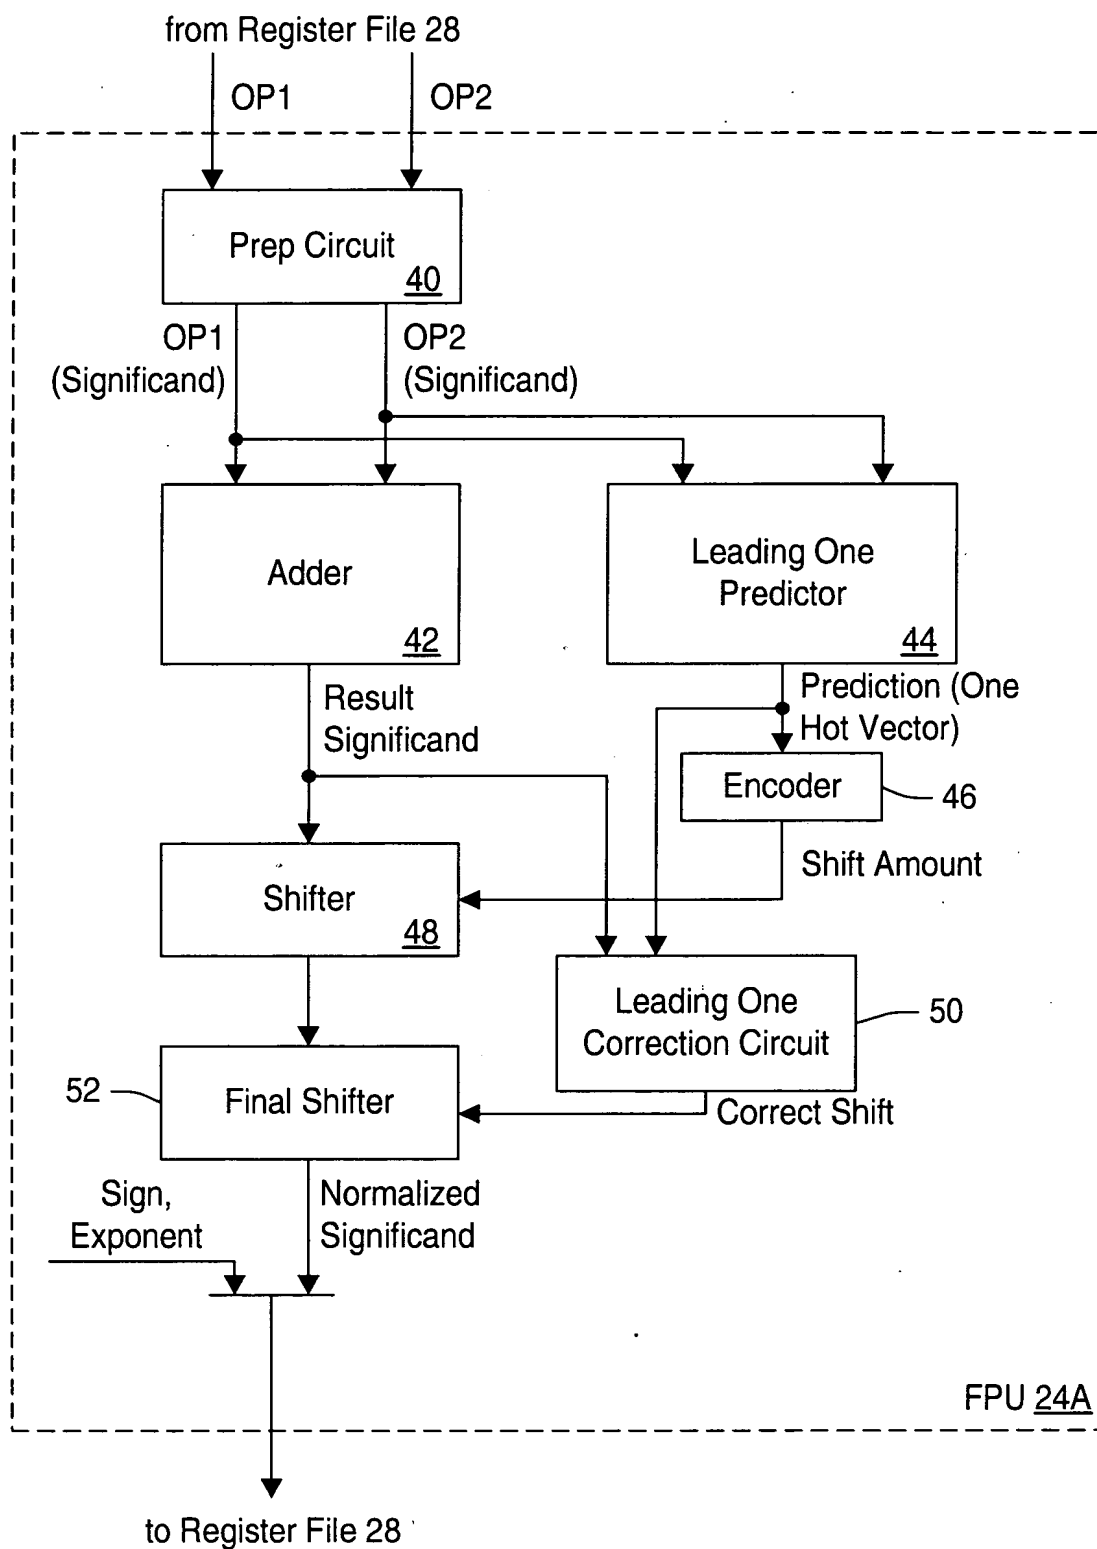 from Register File 28
OP1
OP2
Prep Circuit
40
OP1
(Significand)
OP2
(Significand)
Adder
42
Leading One
Predictor
44
Result
Significand
Prediction (One
Hot Vector)
Encoder
46
Shift Amount
Shifter
48
Leading One
Correction Circuit
50
52
Final Shifter
Correct Shift
Sign,
Exponent
Normalized
Significand
FPU 24A
to Register File 28